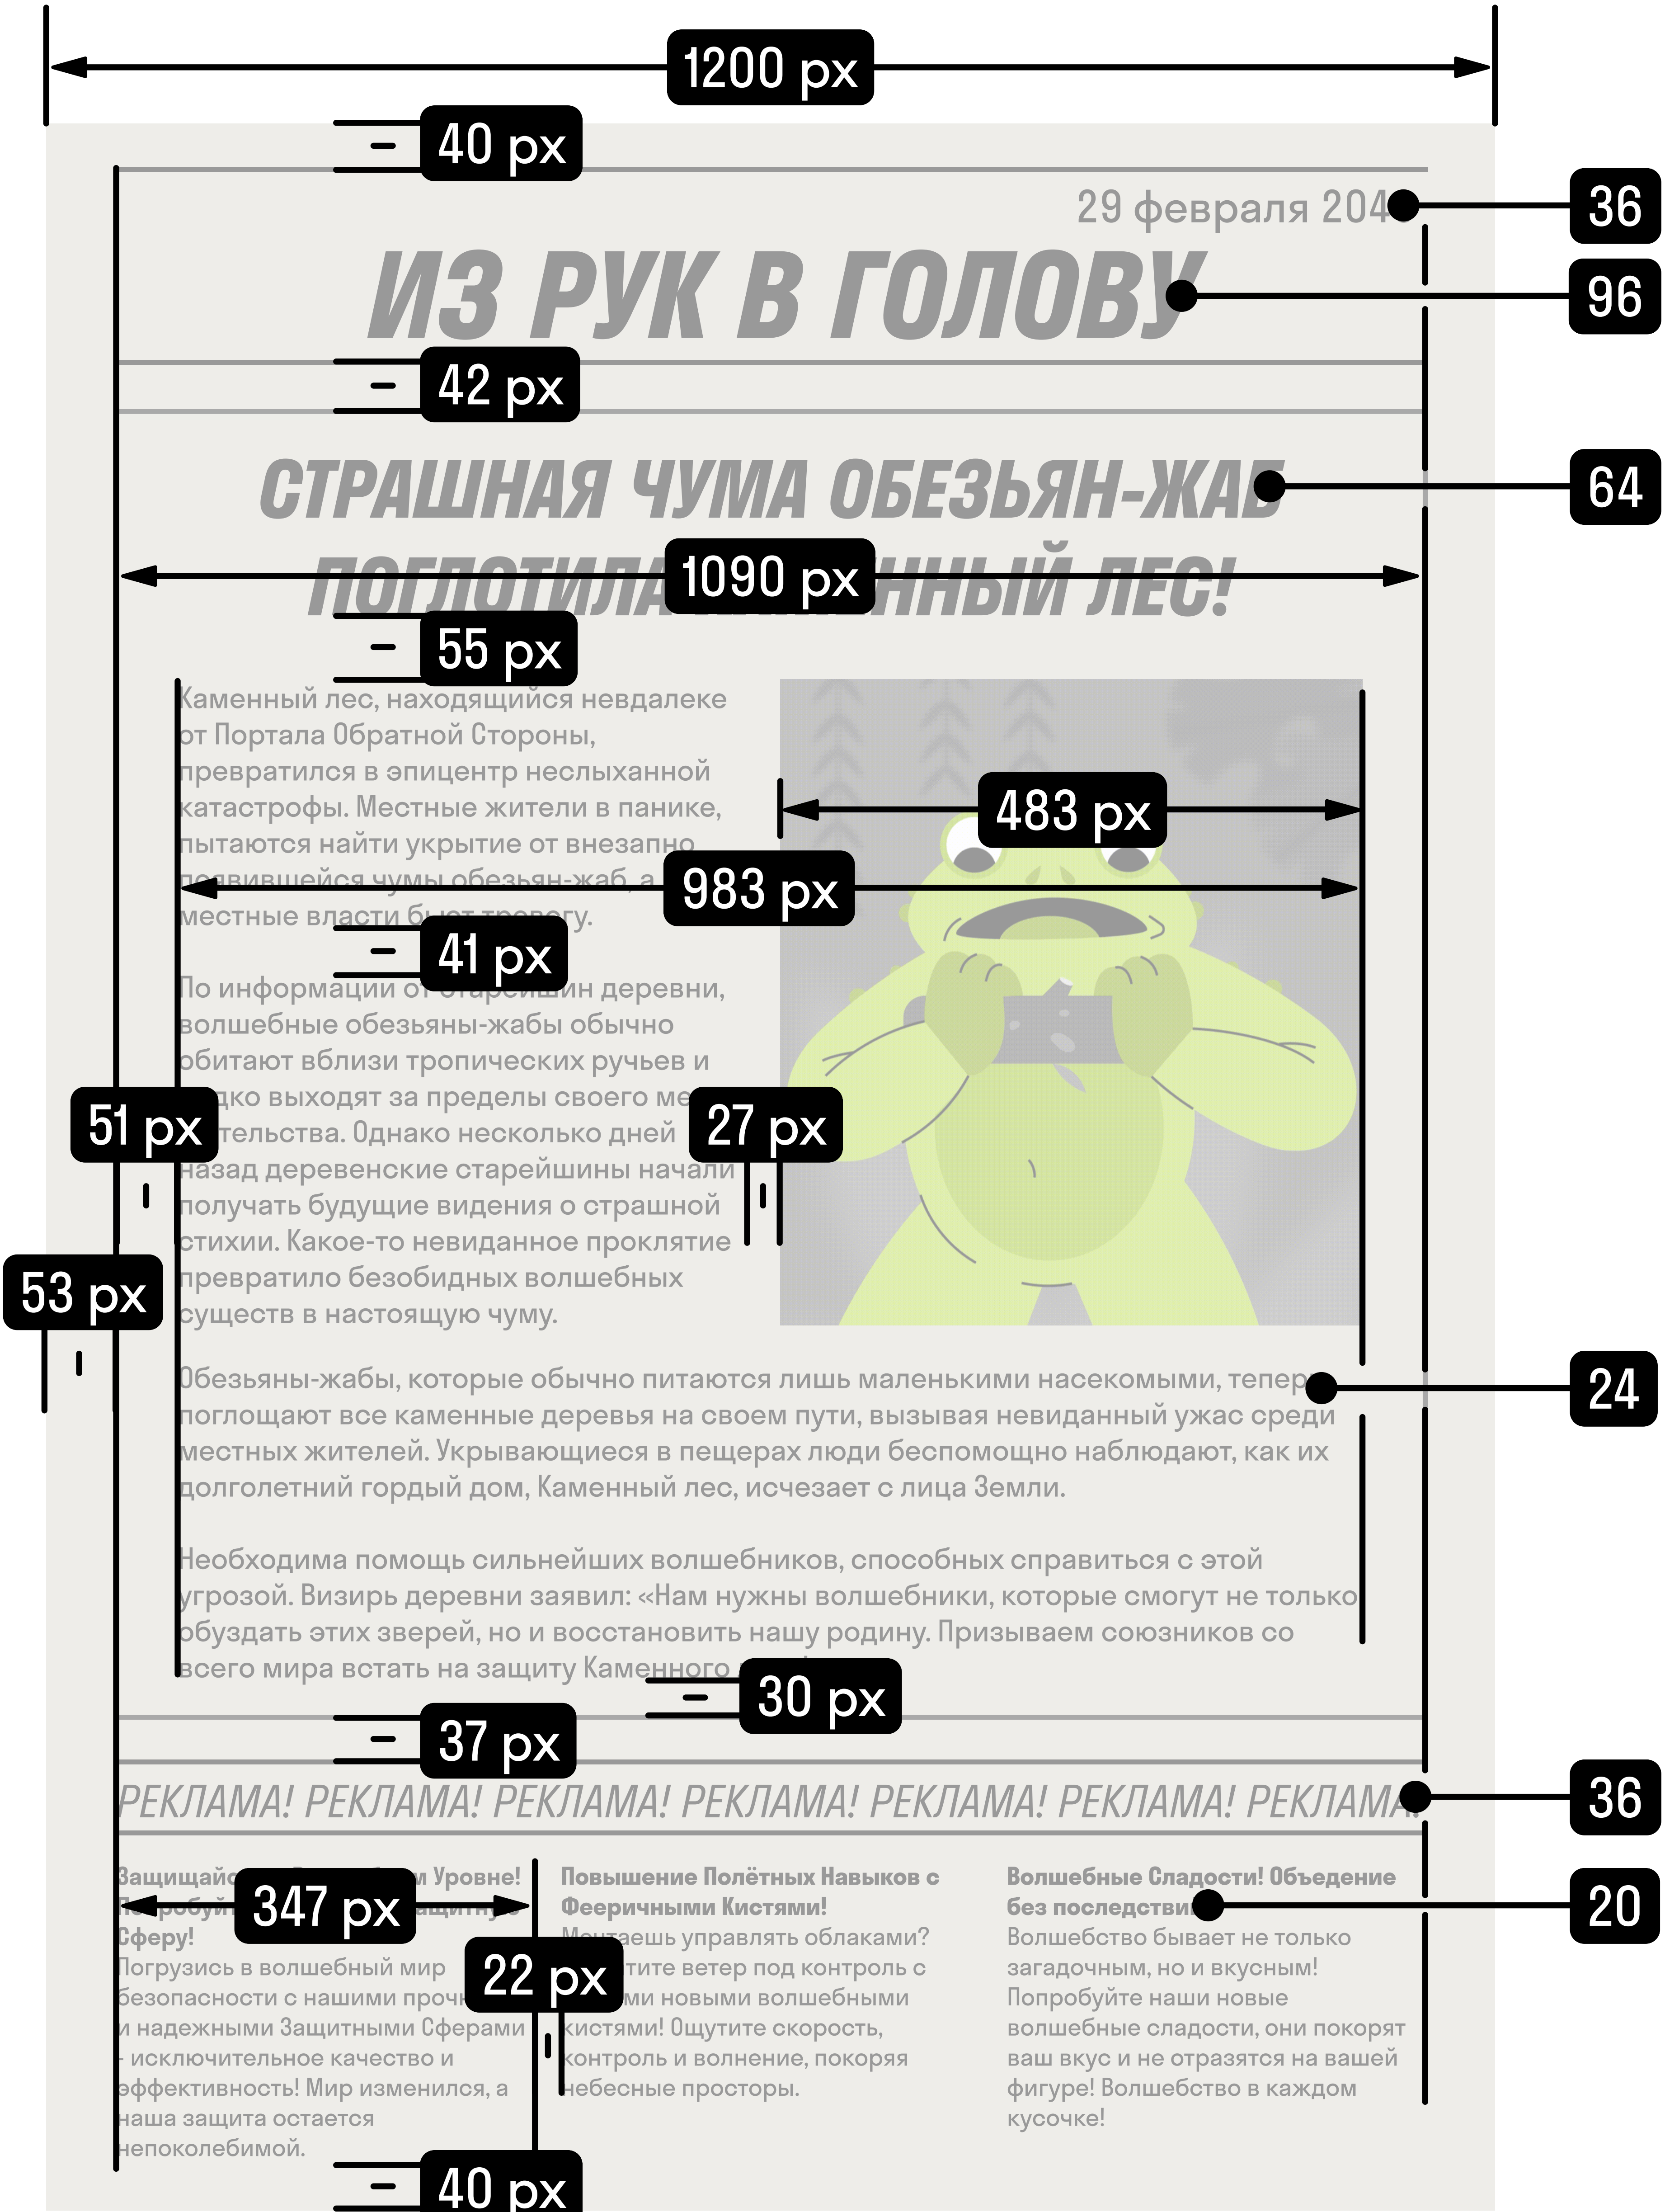 1200 px
40 px
29 февраля 204
36
ИЗ РУК В ГОЛОВУ
96
42 px
СТРАШНАЯ ЧУМА ОБЕЗЬЯН-ЖАБ
64
ПОГЛОТИЛА
1090 px
ЛЕС!
55 px
Каменный лес, находящийся невдалеке
от Портала Обратной Стороны,
превратился в эпицентр неслыханной
катастрофы. Местные жители в панике,
пытаются найти укрытие от внезапно
появившейся чумы обезьян-жаб, а
местные власти бьют тревогу.
483 px
983 px
41 px
По информации от старейшин деревни,
волшебные обезьяны-жабы обычно
обитают вблизи тропических ручьев и
выходят за пределы своего
Однако несколько дней
назад деревенские старейшины начали
получать будущие видения о страшной
стихии. Какое-то невиданное проклятие
превратило безобидных волшебных
существ в настоящую чуму.
51 px
27 px
53 px
Обезьяны-жабы, которые обычно питаются лишь маленькими насекомыми, теперь
поглощают все каменные деревья на своем пути, вызывая невиданный ужас среди
местных жителей. Укрывающиеся в пещерах люди беспомощно наблюдают, как их
долголетний гордый дом, Каменный лес, исчезает с лица Земли.
24
Необходима помощь сильнейших волшебников, способных справиться с этой
угрозой. Визирь деревни заявил: «Нам нужны волшебники, которые смогут не только
обуздать этих зверей, но и восстановить нашу родину. Призываем союзников со
всего мира встать на защиту Каменного
30 px
37 px
РЕКЛАМА! РЕКЛАМА! РЕКЛАМА! РЕКЛАМА! РЕКЛАМА! РЕКЛАМА! РЕКЛАМА!
36
Уровне!
Сферу!
Погрузись в волшебный мир
безопасности с нашими
и надежными Защитными Сферами
- исключительное качество и
эффективность! Мир изменился, а
наша защита остается
непоколебимой.
347 px
22 px
40 px
Повышение Полётных Навыков с
Фееричными Кистями!
Мечтаешь управлять облаками?
ветер под контроль с
новыми волшебными
кистями! Ощутите скорость,
контроль и волнение, покоряя
небесные просторы.
Волшебные Сладости! Объедение
без последствий
Волшебство бывает не только
загадочным, но и вкусным!
Попробуйте наши новые
волшебные сладости, они покорят
ваш вкус и не отразятся на вашей
фигуре! Волшебство в каждом
кусочке!
20